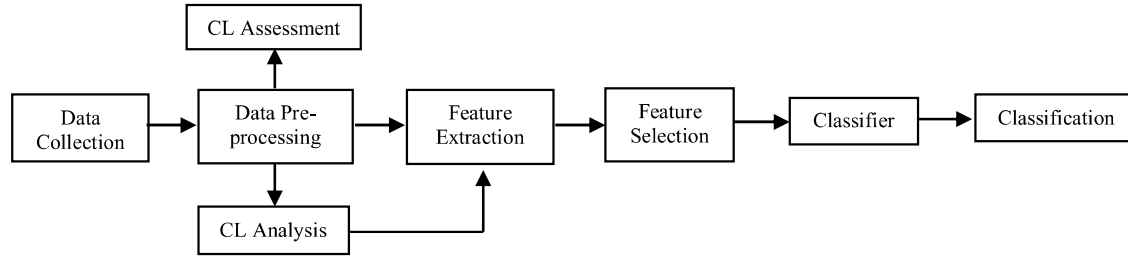 CL Assessment
Data
Collection
Data Pre-
processing
Feature
Extraction
Feature
Selection
Classifier
Classification
CL Analysis